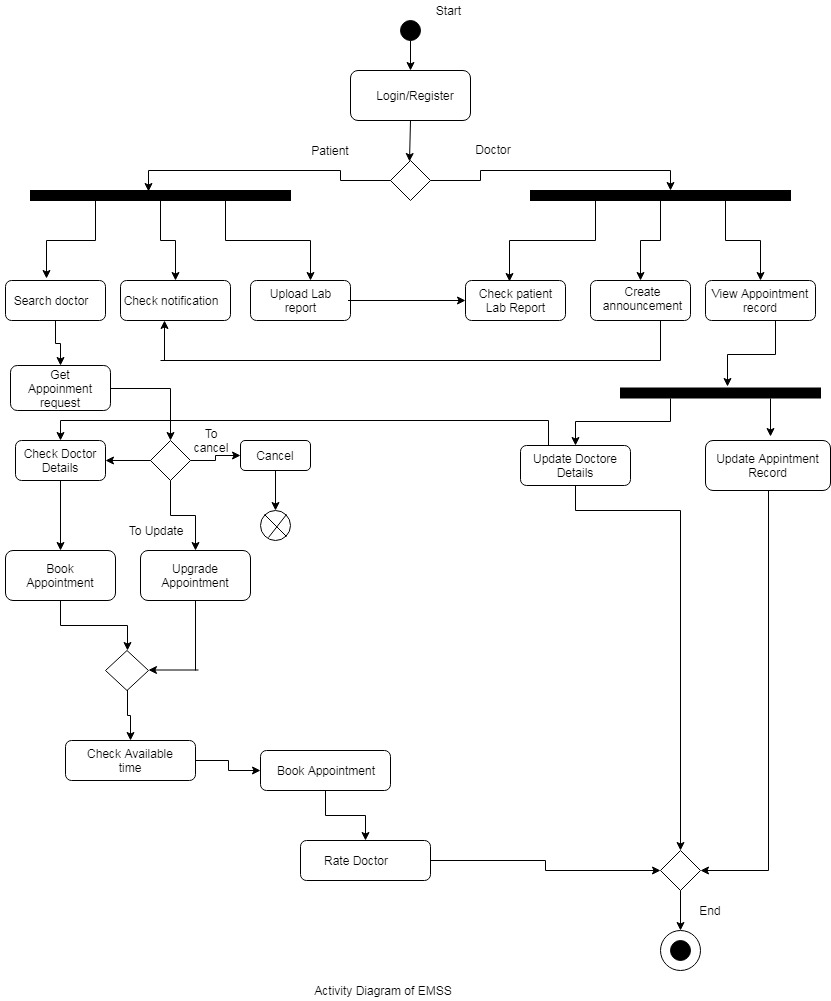 Start
Login/Register
Patient
Doctor
Search doctor
Check notification
Upload Lab
report
Check patient
Lab Report
Create
announcement
View Appointment
record
Get
Appoinment
request
To
cancel
Check Doctor
Details
Cancel
Update Doctore
Details
Update Appintment
Record
To Update
Book
Appointment
Upgrade
Appointment
Check Available
time
Book Appointment
Rate Doctor
End
Activity Diagram of EMSS